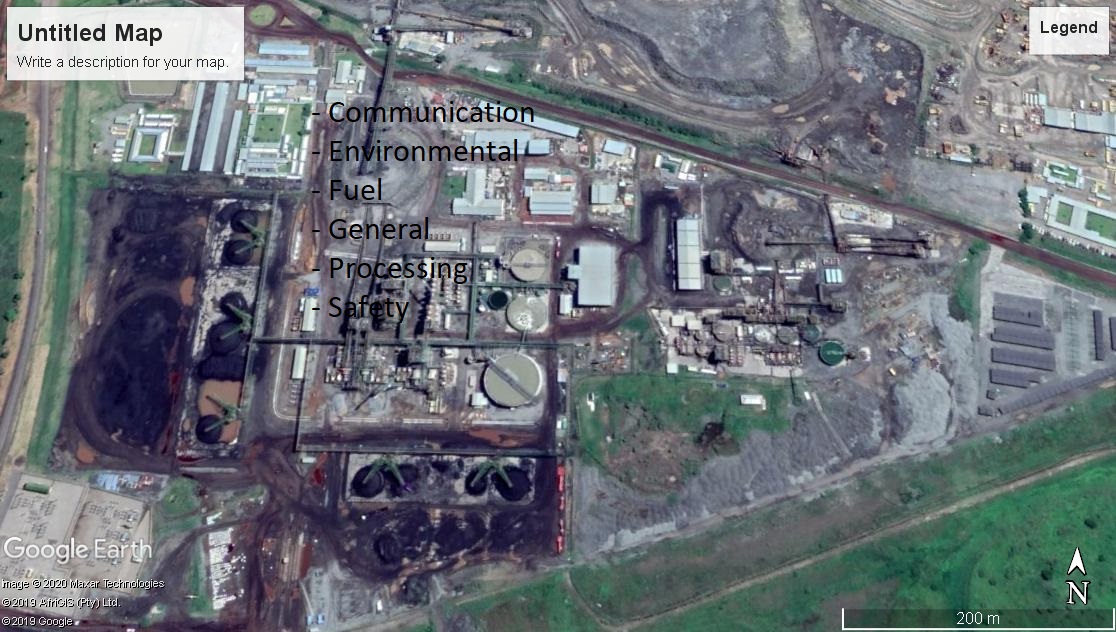 Untitled Map
Write a description for your map.
Legend
- Communication
- Environmental
- Fuel
- General
- Processing
- Safety
Google Earth
mage © 2020 Maxar Technologies
© 2019 AfriGIS (Pty) Ltd.
© 2019 Google
N
200 m